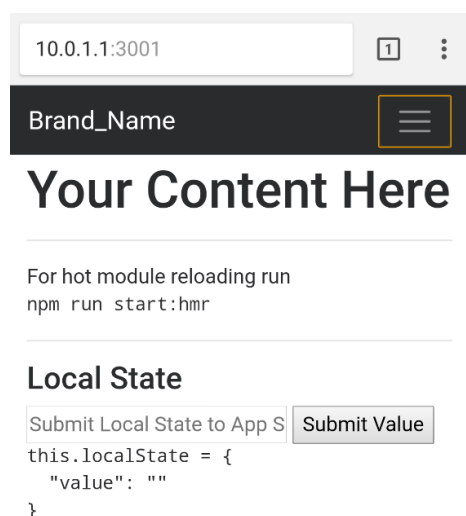 10.0.1.1:3001
1
Brand_Name
Your Content Here
For hot module reloading run
npm run start:hmr
Local State
Submit Local State to App S
Submit Value
this.localState = {
"value": ""
}